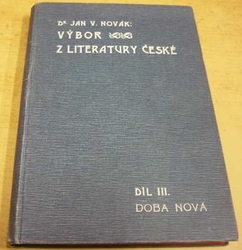 Dr JAN V. NOVÁK:
VÝBOR
Z LITERATURY ČESKÉ
DÍL III.
DOBA NOVÁ